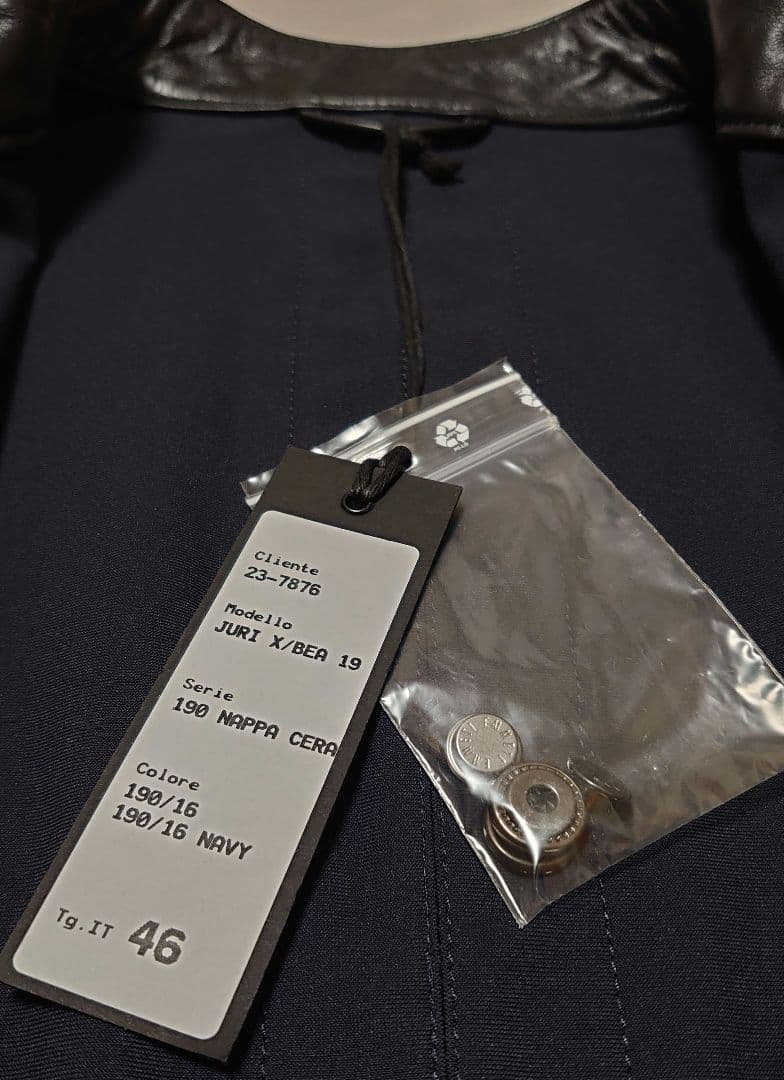 Cliente
23-7876
Modello
JURI X/BEA 19
Serie
190 NAPPA CERA
Colore
190/16
190/16 NAVY
Tg.IT 46